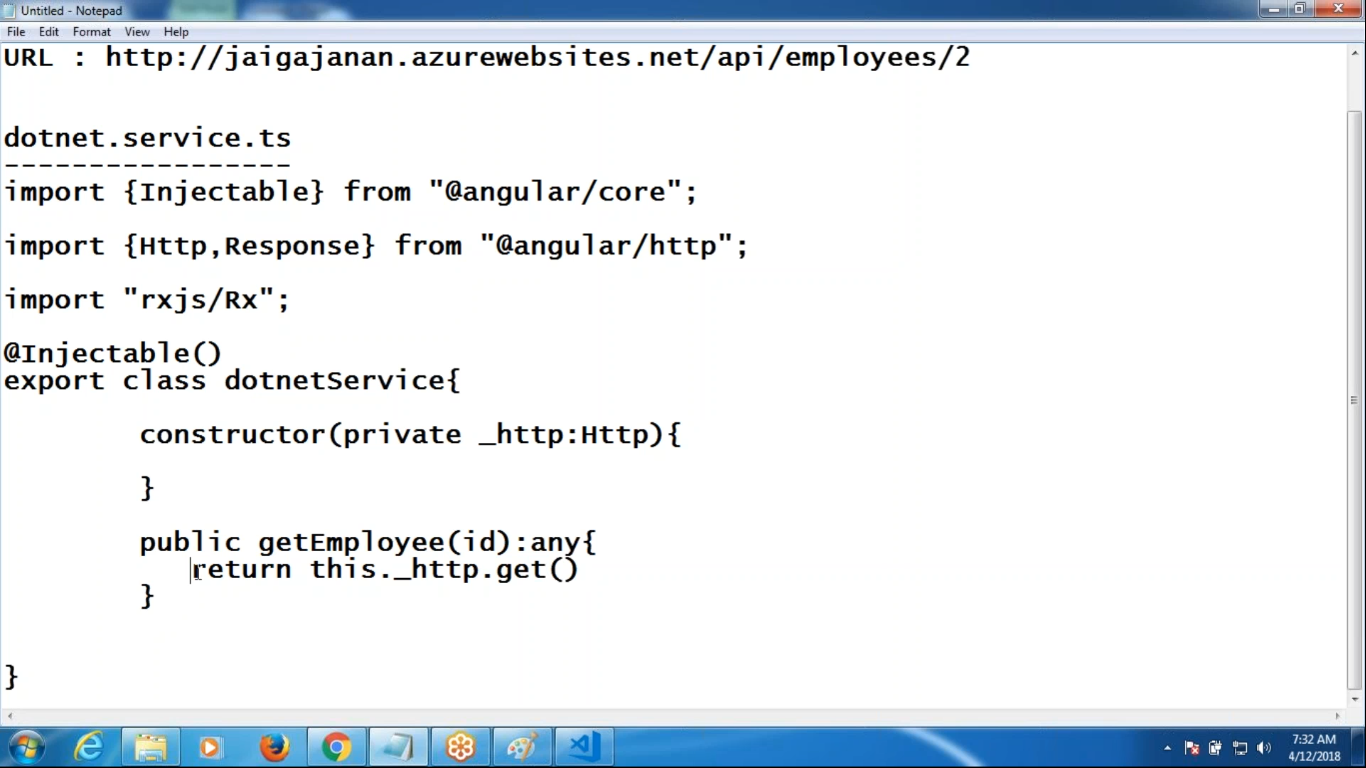 Untitled - Notepad
File Edit Format View Help
URL : http://jaigajanan.azurewebsites.net/api/employees/2
dotnet.service.ts
-----------------
import {Injectable} from "@angular/core";
import {Http,Response} from "@angular/http";
import "rxjs/Rx";
@Injectable()
export class dotnetService{
constructor(private _http:Http){
}
public getEmployee(id):any{
return this._http.get()
}
}
7:32 AM
4/12/2018